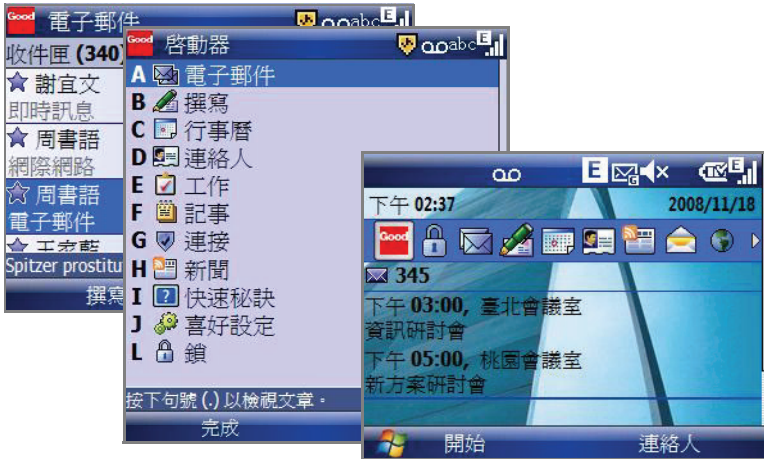 Good 電子郵件 abc E
收件匣 (340)
謝宜文
即時訊息
周書語
網際網路
周書語
電子郵件
Spitzer prostitu
撰寫
Good 啓動器 abc E
A 電子郵件
B 撰寫
C 行事曆
D 連絡人
E 工作
F 記事
G 連接
H 新聞
I 快速秘訣
J 喜好設定
L 鎖
按下句號 (.) 以檢視文章。
完成
E G E
下午 02:37 2008/11/18
Good
345
下午 03:00, 臺北會議室
資訊研討會
下午 05:00, 桃園會議室
新方案研討會
開始 連絡人